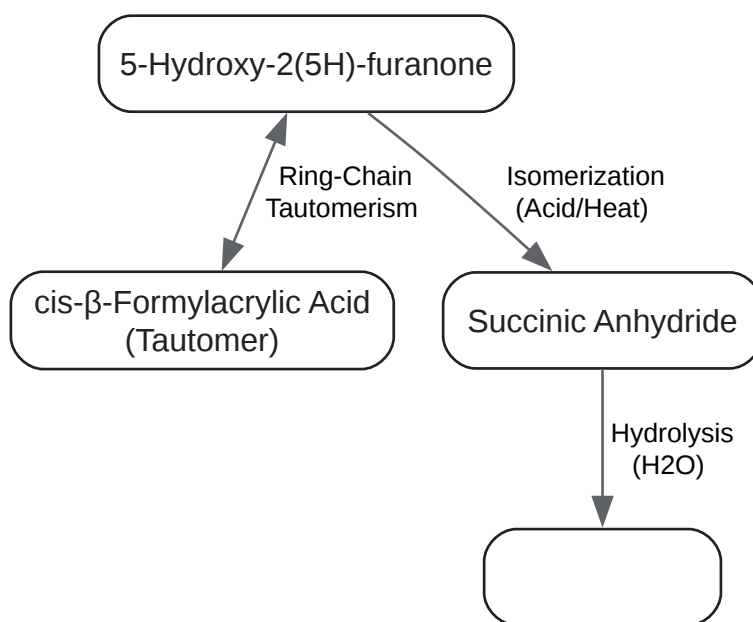 5-Hydroxy-2(5H)-furanone
Ring-Chain
Tautomerism
Isomerization
(Acid/Heat)
cis-β-Formylacrylic Acid
(Tautomer)
Succinic Anhydride
Hydrolysis
(H2O)